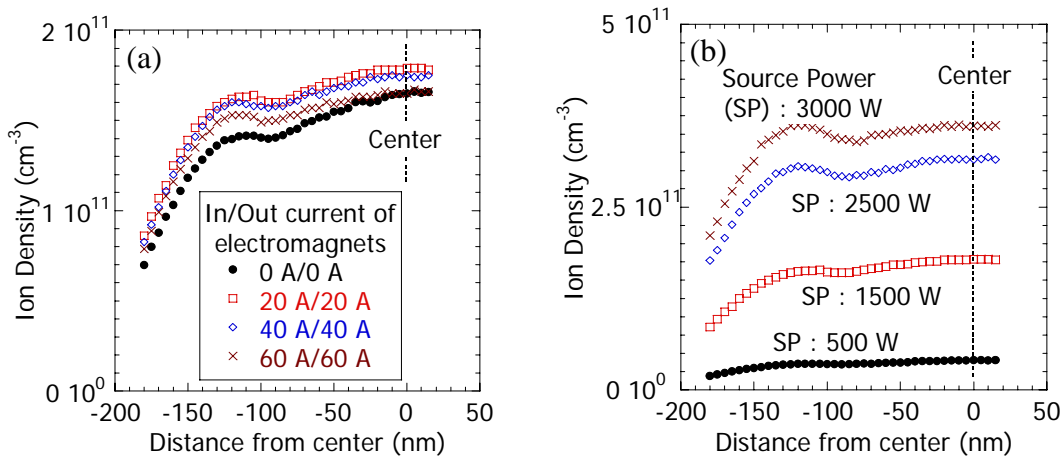 (a)
2 10¹¹
1 10¹¹
0 10⁰
Ion Density (cm⁻³)
Center
In/Out current of
electromagnets
0 A/0 A
20 A/20 A
40 A/40 A
60 A/60 A
-200 -150 -100 -50 0 50
Distance from center (nm)
(b)
5 10¹¹
2.5 10¹¹
0 10⁰
Ion Density (cm⁻³)
Source Power
(SP) : 3000 W
Center
SP : 2500 W
SP : 1500 W
SP : 500 W
-200 -150 -100 -50 0 50
Distance from center (nm)